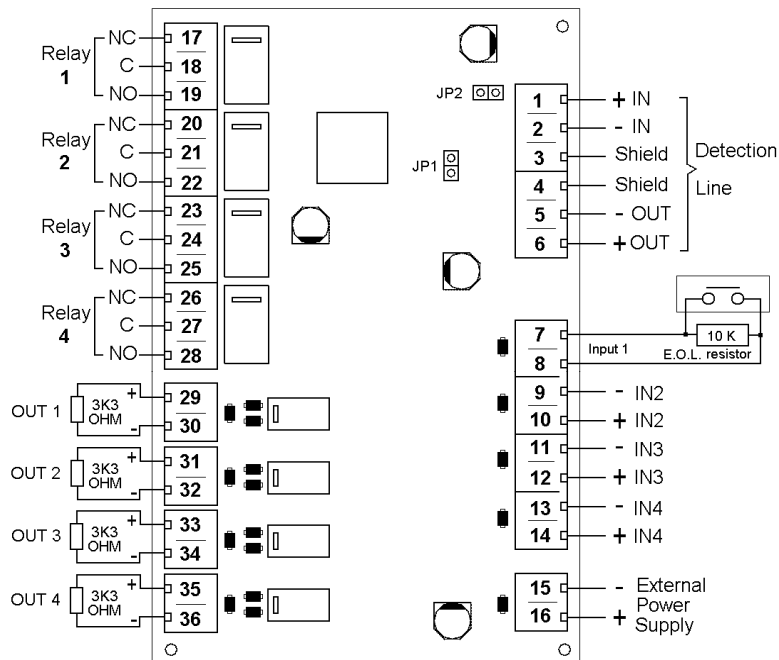 Relay
1
NC
C
NO
17
18
19
Relay
2
NC
C
NO
20
21
22
Relay
3
NC
C
NO
23
24
25
Relay
4
NC
C
NO
26
27
28
OUT 1
3K3
OHM
+
-
29
30
OUT 2
3K3
OHM
+
-
31
32
OUT 3
3K3
OHM
+
-
33
34
OUT 4
3K3
OHM
+
-
35
36
JP2
JP1
1 + IN
2 - IN
3 Shield
4 Shield
5 - OUT
6 + OUT
Detection
Line
7
8
Input 1
10 K
E.O.L. resistor
9 - IN2
10 + IN2
11 - IN3
12 + IN3
13 - IN4
14 + IN4
15 -
16 +
External
Power
Supply